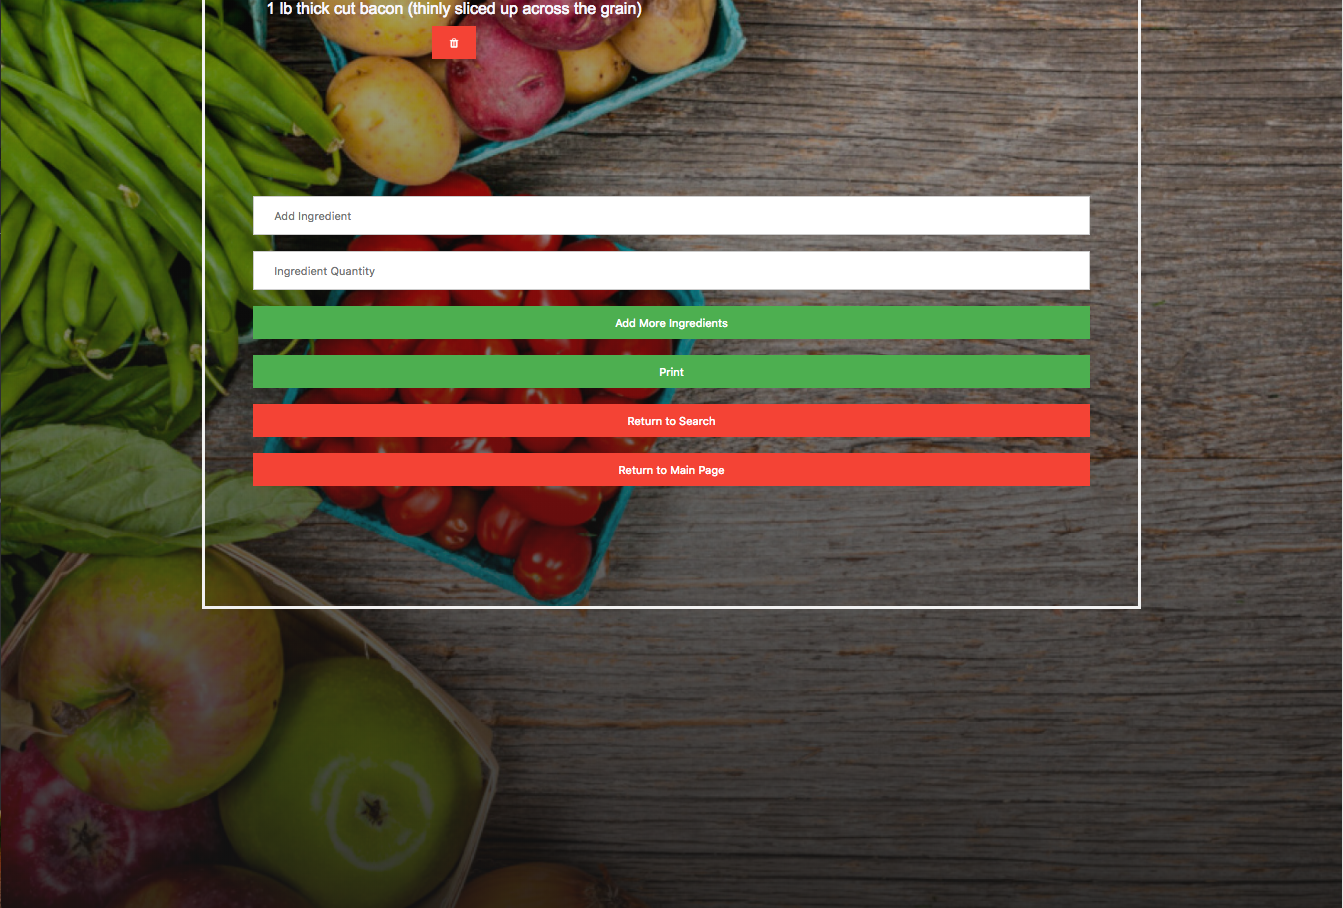 1 lb thick cut bacon (thinly sliced up across the grain)
Add Ingredient
Ingredient Quantity
Add More Ingredients
Print
Return to Search
Return to Main Page